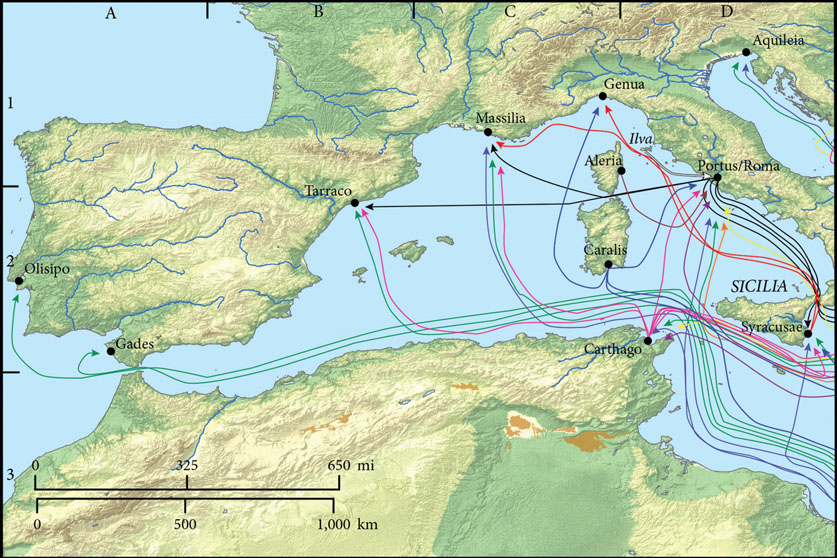 A B C D
Aquileia
1
Genua
Massilia
Ilva
Aleria
Portus/Roma
Tarraco
2
Olisipo
Caralis
SICILIA
Syracusae
Gades
Carthago
3
0 325 650 mi
0 500 1,000 km